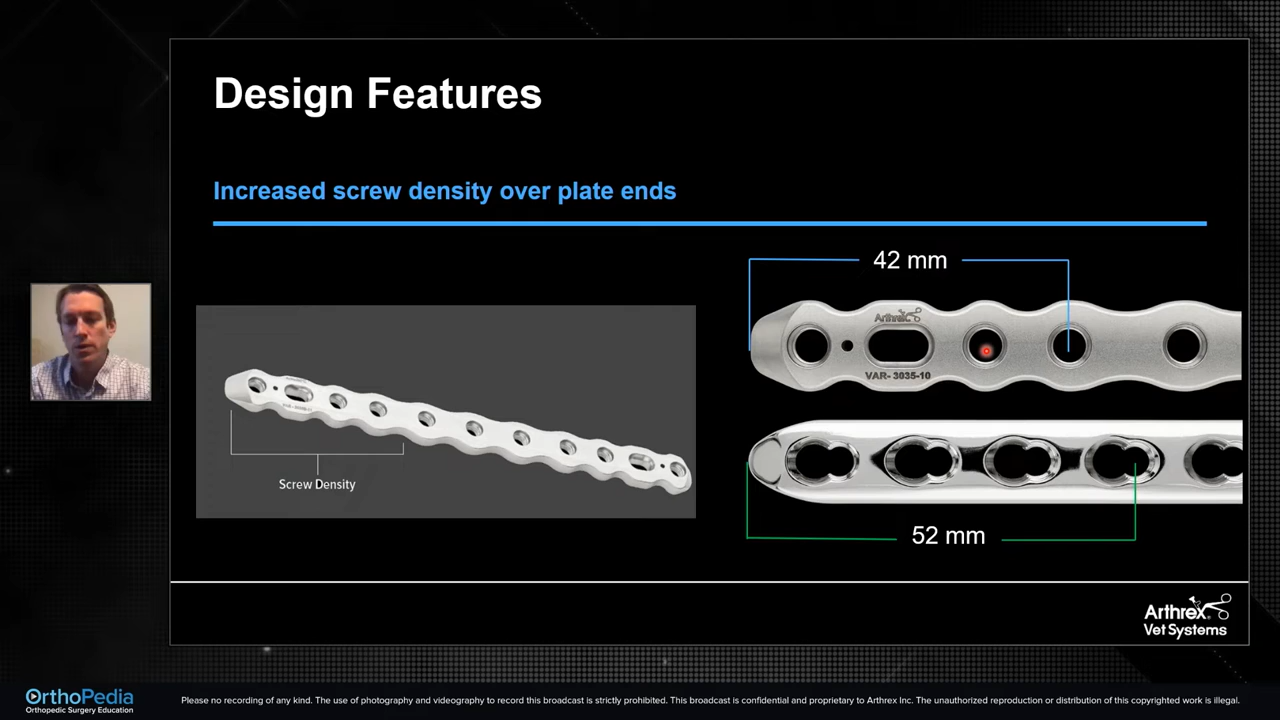 Design Features
Increased screw density over plate ends
42 mm
Arthrex
VAR- 3035-10
Screw Density
52 mm
Arthrex
Vet Systems
OrthoPedia
Orthopedic Surgery Education
Please no recording of any kind. The use of photography and videography to record this broadcast is strictly prohibited. This broadcast is confidential and proprietary to Arthrex Inc. The unauthorized reproduction or distribution of this copyrighted work is illegal.